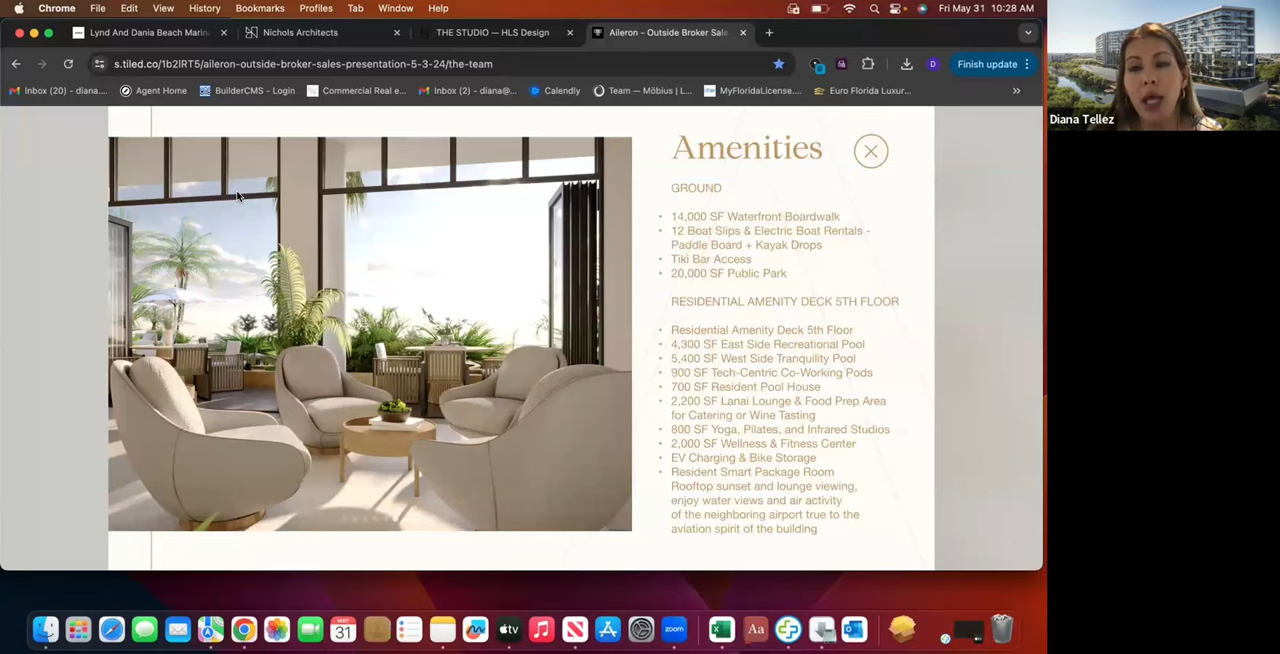 Chrome File Edit View History Bookmarks Profiles Tab Window Help Fri May 31 10:28 AM
Lynd And Dania Beach Marin
Nichols Architects
THE STUDIO — HLS Design
Aileron - Outside Broker Sale
s.tiled.co/1b2IRT5/aileron-outside-broker-sales-presentation-5-3-24/the-team
D
Finish update
Inbox (20) - diana....
Agent Home
BuilderCMS - Login
Commercial Real e...
Inbox (2) - diana@...
Calendly
Team — Möbius | L...
MyFloridaLicense....
Euro Florida Luxur...
Diana Tellez
Amenities
GROUND
• 14,000 SF Waterfront Boardwalk
• 12 Boat Slips & Electric Boat Rentals -
Paddle Board + Kayak Drops
• Tiki Bar Access
• 20,000 SF Public Park
RESIDENTIAL AMENITY DECK 5TH FLOOR
• Residential Amenity Deck 5th Floor
• 4,300 SF East Side Recreational Pool
• 5,400 SF West Side Tranquility Pool
• 900 SF Tech-Centric Co-Working Pods
• 700 SF Resident Pool House
• 2,200 SF Lanai Lounge & Food Prep Area
for Catering or Wine Tasting
• 800 SF Yoga, Pilates, and Infrared Studios
• 2,000 SF Wellness & Fitness Center
• EV Charging & Bike Storage
• Resident Smart Package Room
Rooftop sunset and lounge viewing,
enjoy water views and air activity
of the neighboring airport true to the
aviation spirit of the building
MAY
31
tv
zoom
Aa